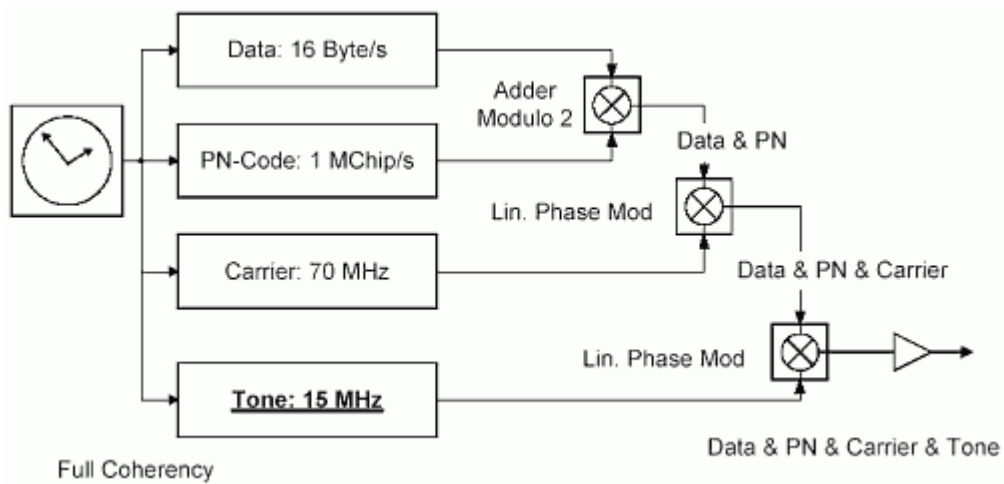 Data: 16 Byte/s
Adder
Modulo 2
Data & PN
PN-Code: 1 MChip/s
Lin. Phase Mod
Carrier: 70 MHz
Data & PN & Carrier
Lin. Phase Mod
Tone: 15 MHz
Data & PN & Carrier & Tone
Full Coherency